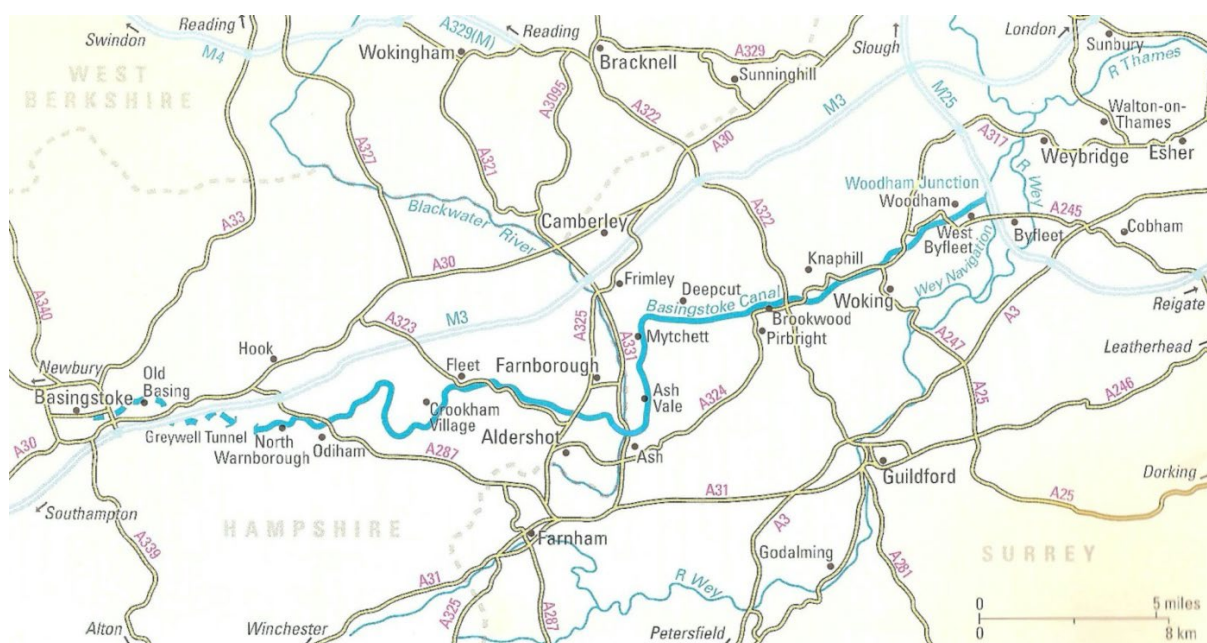 Swindon
Reading
M4
A329(M)
Reading
Wokingham
Bracknell
A329
Sunninghill
Slough
London
Sunbury
R Thames
WEST
BERKSHIRE
A3095
A322
M3
M25
Walton-on-
Thames
A327
A321
A30
A317
Weybridge
Esher
R Wey
Woodham Junction
Woodham
A33
Blackwater
River
Camberley
A322
West
Byfleet
Byfleet
A245
Cobham
A30
Frimley
Knaphill
Wey Navigation
A340
Deepcut
Basingstoke Canal
Woking
Reigate
M3
A323
A325
A331
Brookwood
Mytchett
Pirbright
A247
A3
Leatherhead
Hook
Newbury
Old
Basing
Basingstoke
Fleet
Farnborough
Ash
Vale
A324
A25
A246
Crookham
Village
Greywell Tunnel
North
Warnborough
Odiham
Aldershot
Ash
A30
A287
Guildford
Dorking
Southampton
A31
A25
HAMPSHIRE
Farnham
A3
Godalming
SURREY
A339
A31
A325
A287
R Wey
A281
Alton
Winchester
Petersfield
0
5 miles
8 km